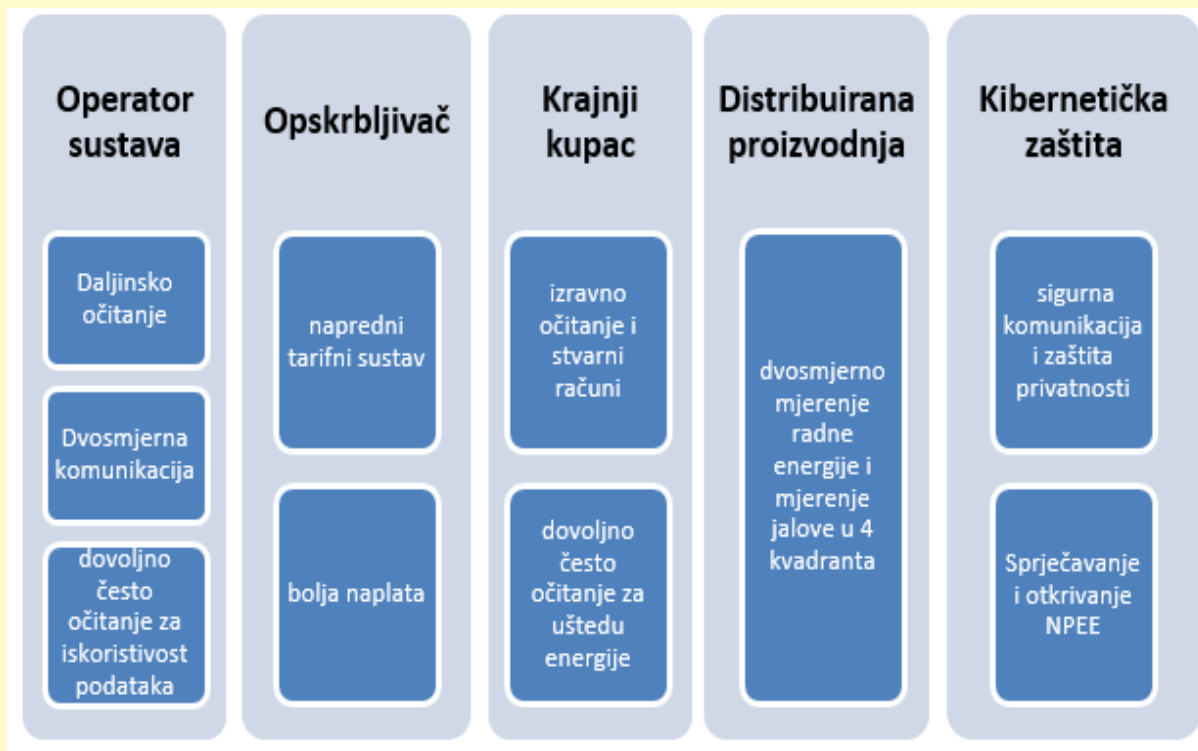 Operator
sustava
Daljinsko
očitanje
Dvosmjerna
komunikacija
dovoljno
često
očitanje za
iskoristivost
podataka
Opskrbljivač
napredni
tarifni sustav
bolja naplata
Krajnji
kupac
izravno
očitanje i
stvarni
računi
dovoljno
često
očitanje za
uštedu
energije
Distribuirana
proizvodnja
dvosmjerno
mjerenje
radne
energije i
mjerenje
jalove u 4
kvadranta
Kibernetička
zaštita
sigurna
komunikacija
i zaštita
privatnosti
Sprječavanje
i otkrivanje
NPEE